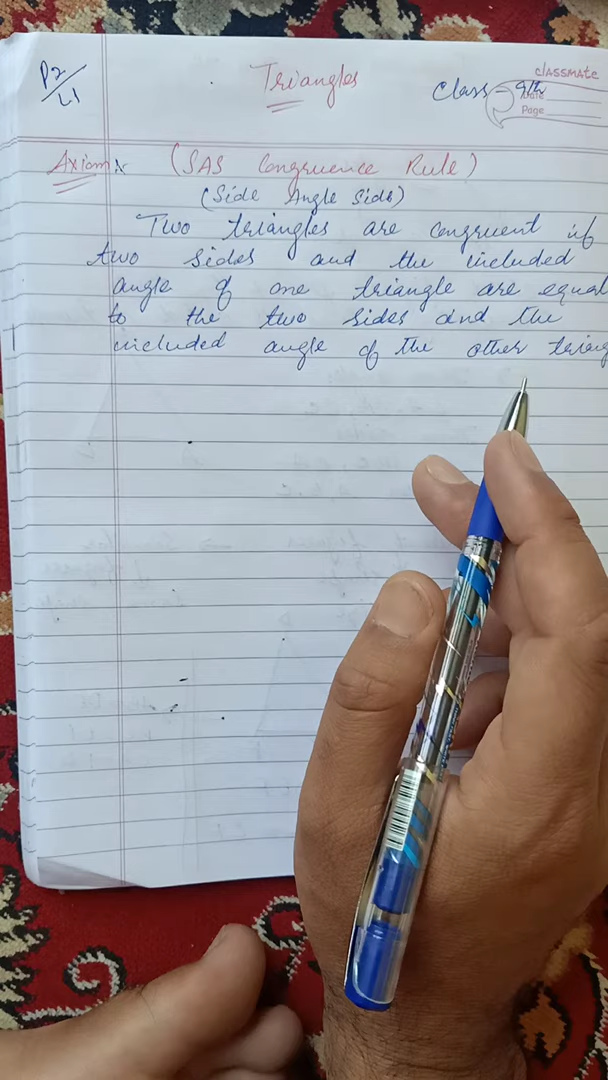 P2/L1
Triangles
Class - 9th
CLASSMATE
Date
Page
Axiom: (SAS Congruence Rule)
(Side Angle Side)
Two triangles are congruent if
two sides and the included
angle of one triangle are equal
to the two sides and the
included angle of the other triang